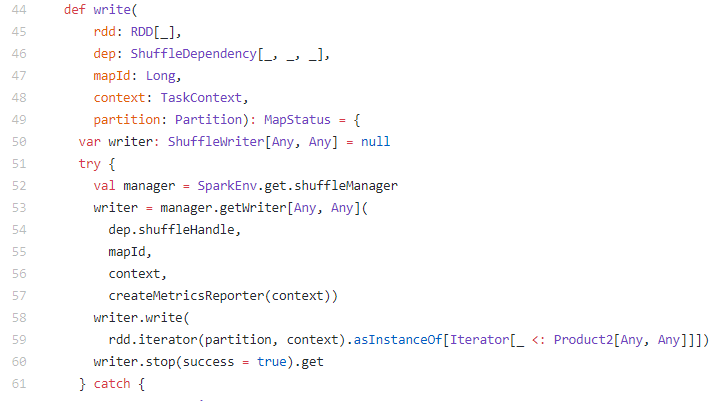 44 def write(
45 rdd: RDD[_],
46 dep: ShuffleDependency[_, _, _],
47 mapId: Long,
48 context: TaskContext,
49 partition: Partition): MapStatus = {
50 var writer: ShuffleWriter[Any, Any] = null
51 try {
52 val manager = SparkEnv.get.shuffleManager
53 writer = manager.getWriter[Any, Any](
54 dep.shuffleHandle,
55 mapId,
56 context,
57 createMetricsReporter(context))
58 writer.write(
59 rdd.iterator(partition, context).asInstanceOf[Iterator[_ <: Product2[Any, Any]]])
60 writer.stop(success = true).get
61 } catch {